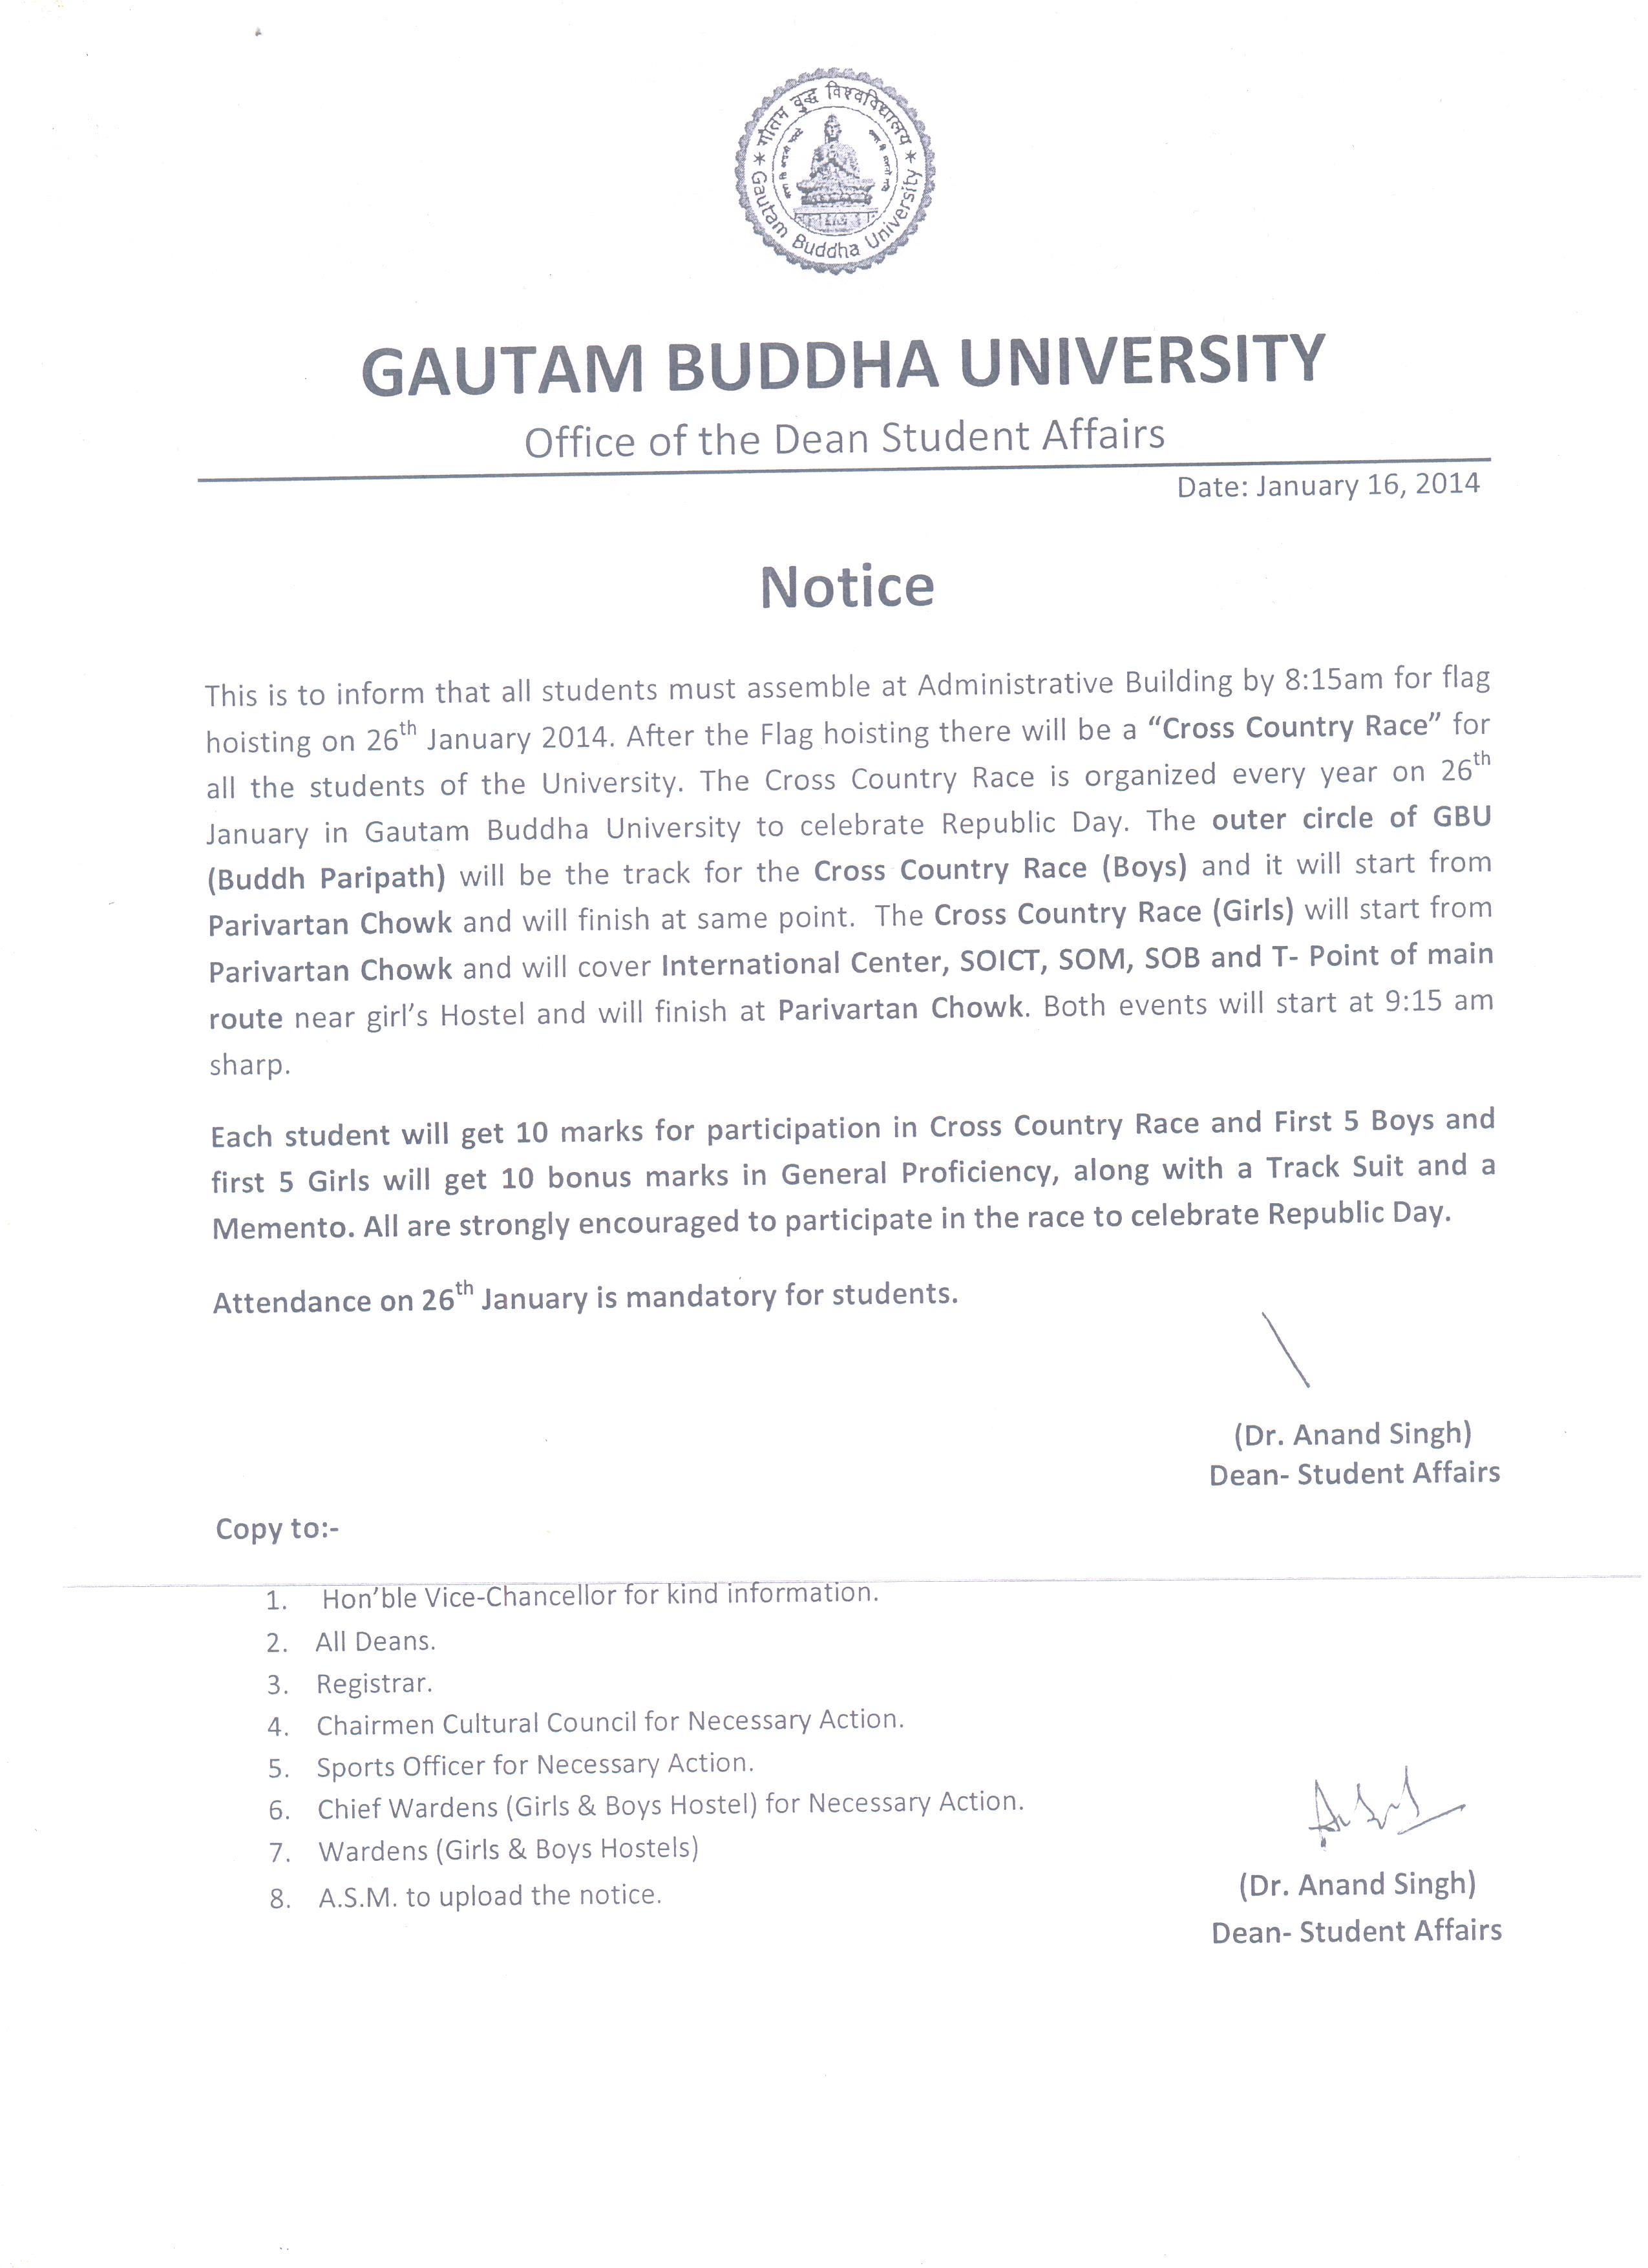 गौतम बुद्ध विश्वविद्यालय
Gautam Buddha University
GAUTAM BUDDHA UNIVERSITY
Office of the Dean Student Affairs
Date: January 16, 2014
Notice
This is to inform that all students must assemble at Administrative Building by 8:15am for flag
hoisting on 26th January 2014. After the Flag hoisting there will be a “Cross Country Race” for
all the students of the University. The Cross Country Race is organized every year on 26th
January in Gautam Buddha University to celebrate Republic Day. The outer circle of GBU
(Buddh Paripath) will be the track for the Cross Country Race (Boys) and it will start from
Parivartan Chowk and will finish at same point. The Cross Country Race (Girls) will start from
Parivartan Chowk and will cover International Center, SOICT, SOM, SOB and T- Point of main
route near girl’s Hostel and will finish at Parivartan Chowk. Both events will start at 9:15 am
sharp.
Each student will get 10 marks for participation in Cross Country Race and First 5 Boys and
first 5 Girls will get 10 bonus marks in General Proficiency, along with a Track Suit and a
Memento. All are strongly encouraged to participate in the race to celebrate Republic Day.
Attendance on 26th January is mandatory for students.
(Dr. Anand Singh)
Dean- Student Affairs
Copy to:-
1. Hon’ble Vice-Chancellor for kind information.
2. All Deans.
3. Registrar.
4. Chairmen Cultural Council for Necessary Action.
5. Sports Officer for Necessary Action.
6. Chief Wardens (Girls & Boys Hostel) for Necessary Action.
7. Wardens (Girls & Boys Hostels)
8. A.S.M. to upload the notice.
(Dr. Anand Singh)
Dean- Student Affairs